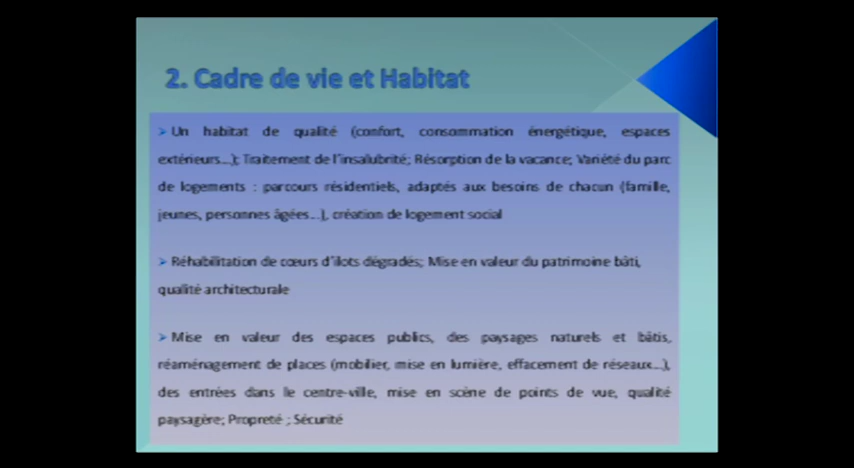 2. Cadre de vie et Habitat
➢ Un habitat de qualité (confort, consommation énergétique, espaces
extérieurs...); Traitement de l'insalubrité; Résorption de la vacance; Variété du parc
de logements : parcours résidentiels, adaptés aux besoins de chacun (famille,
jeunes, personnes âgées...), création de logement social
➢ Réhabilitation de cœurs d'îlots dégradés; Mise en valeur du patrimoine bâti,
qualité architecturale
➢ Mise en valeur des espaces publics, des paysages naturels et bâtis,
réaménagement de places (mobilier, mise en lumière, effacement de réseaux...),
des entrées dans le centre-ville, mise en scène de points de vue, qualité
paysagère; Propreté ; Sécurité